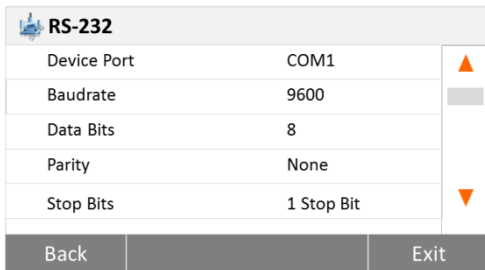 RS-232
Device Port COM1
Baudrate 9600
Data Bits 8
Parity None
Stop Bits 1 Stop Bit
Back Exit